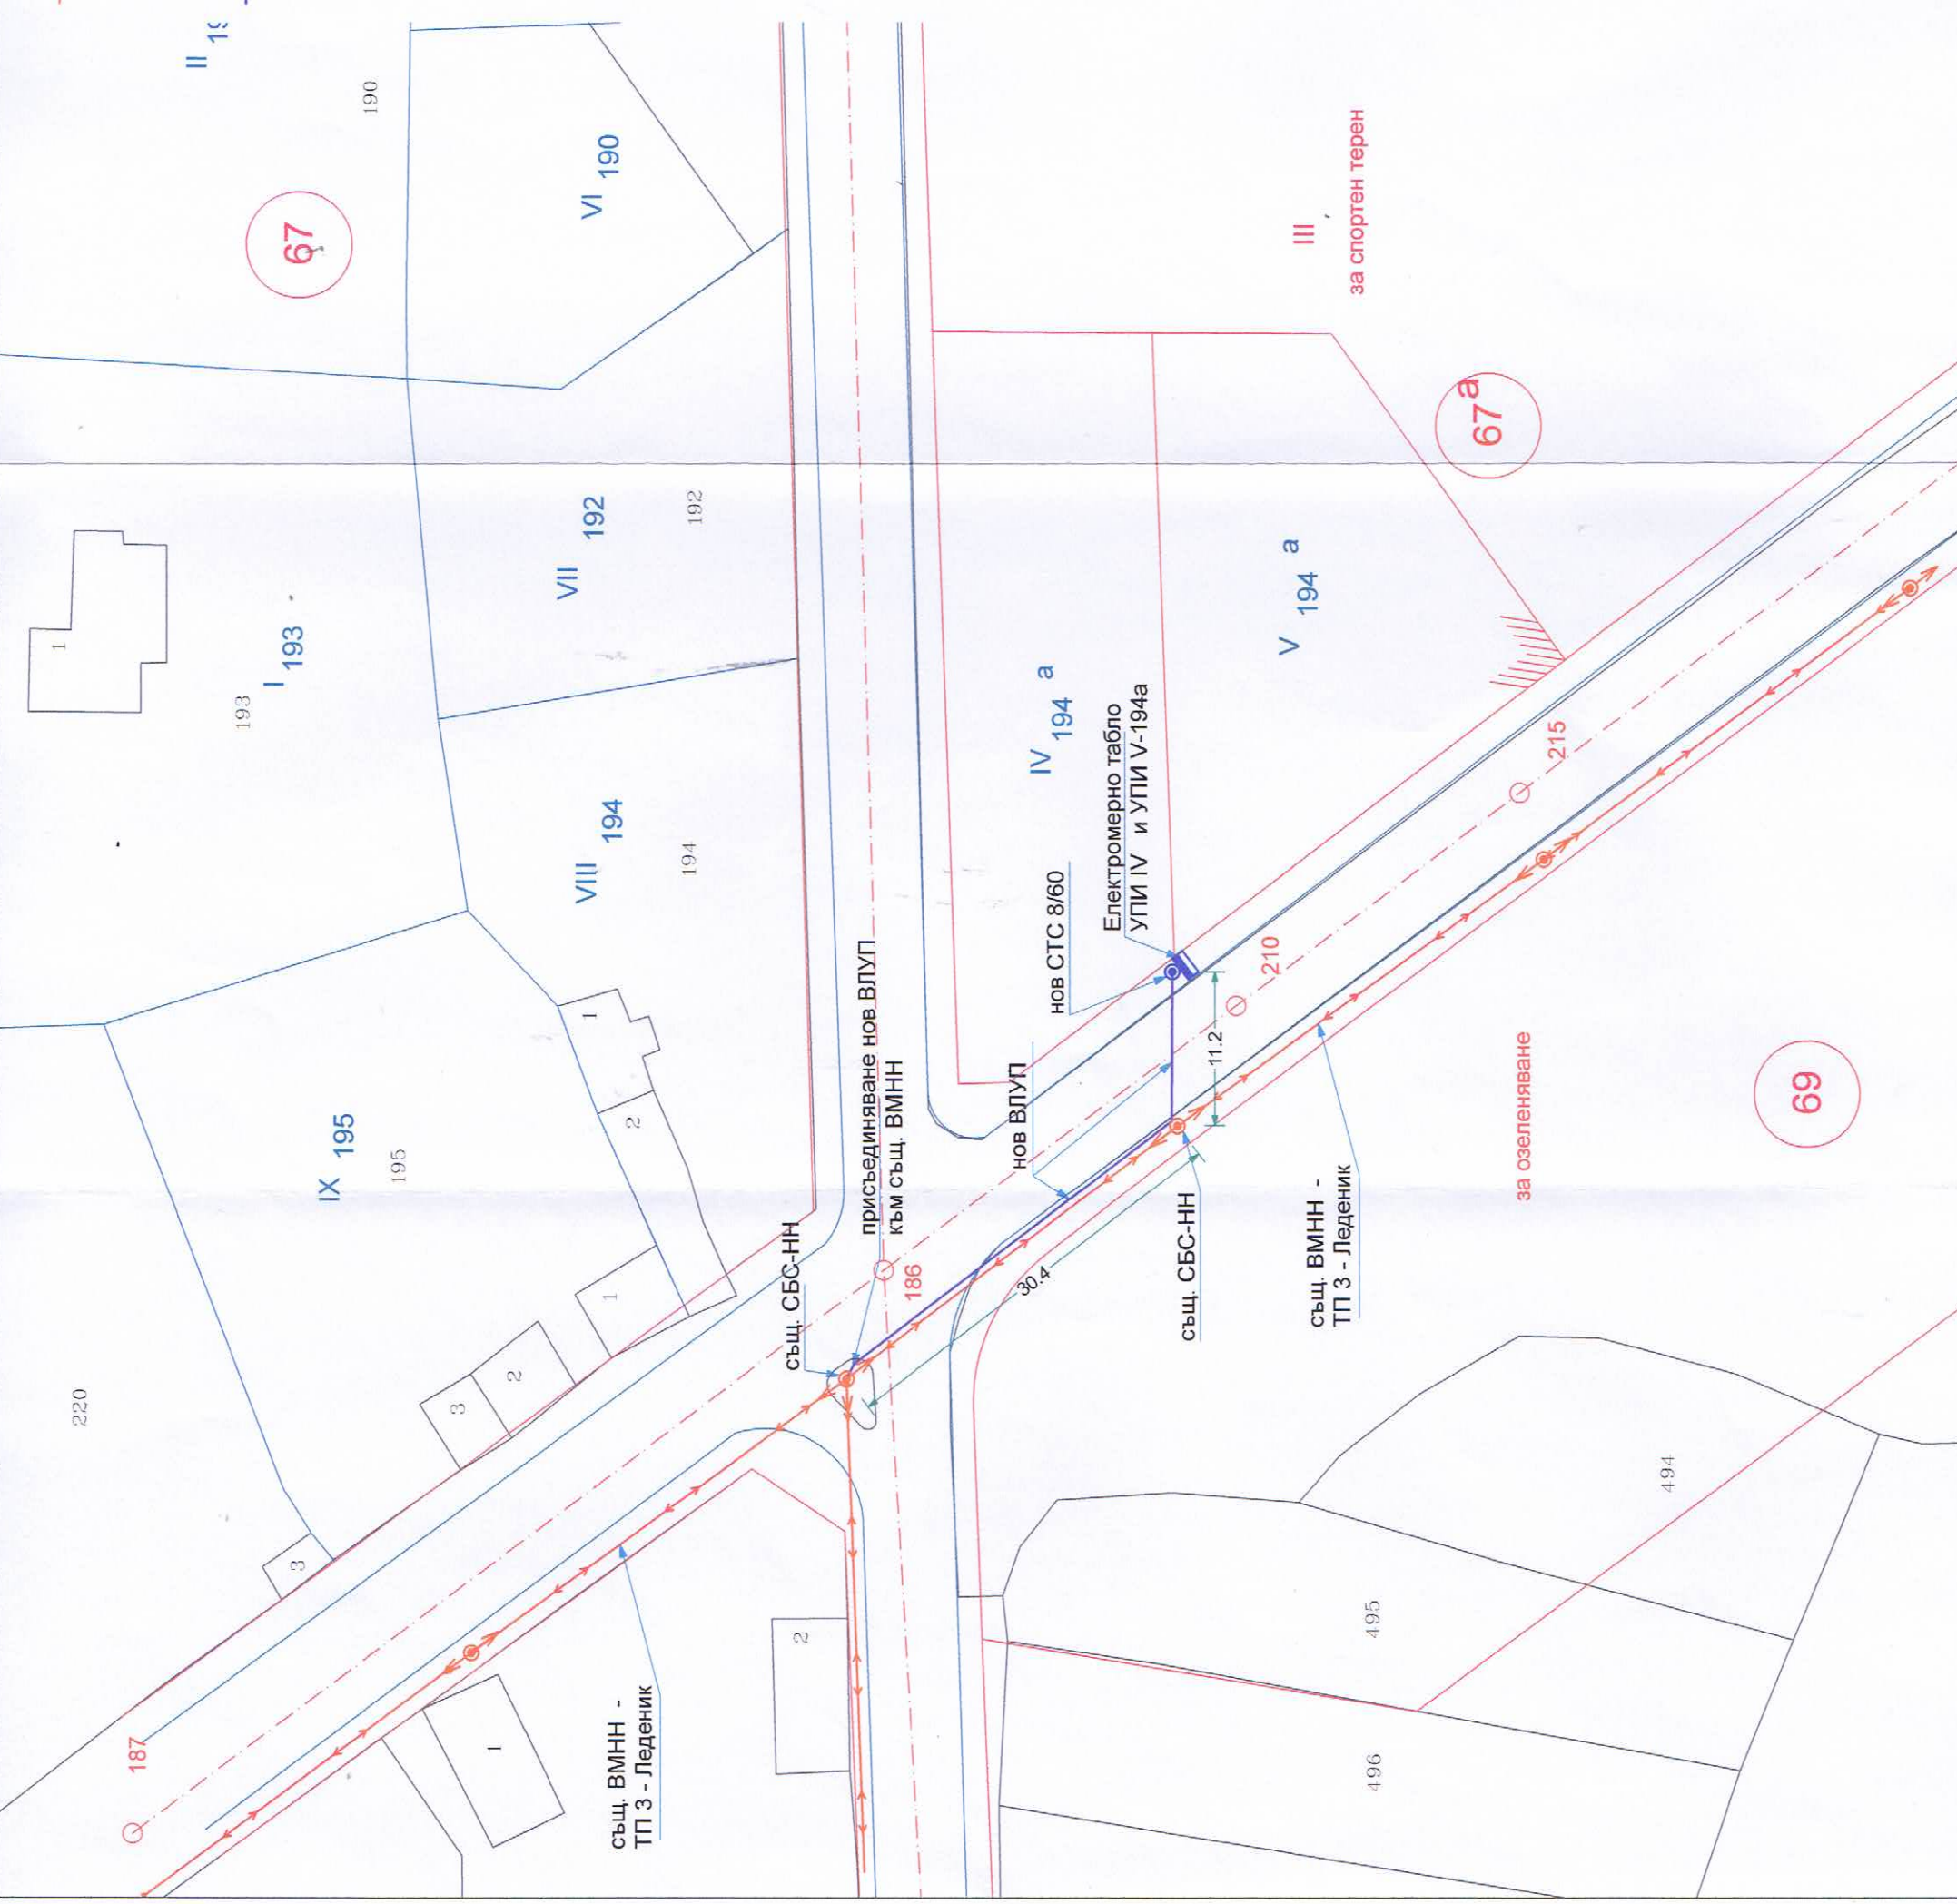 II
190
67
VI 190
VII 192
192
1
I 193
193
VIII 194
194
IX 195
195
1
2
1
2
3
3
220
187
същ. СБС-НН
присъединяване нов ВЛУП
към същ. ВМНН
186
нов ВЛУП
нов СТС 8/60
Електромерно табло
УПИ IV и УПИ V-194а
IV 194 а
V 194 а
III
за спортен терен
67а
215
210
11.2
30.4
същ. СБС-НН
същ. ВМНН -
ТП 3 - Леденик
за озеленяване
69
същ. ВМНН -
ТП 3 - Леденик
1
2
494
495
496